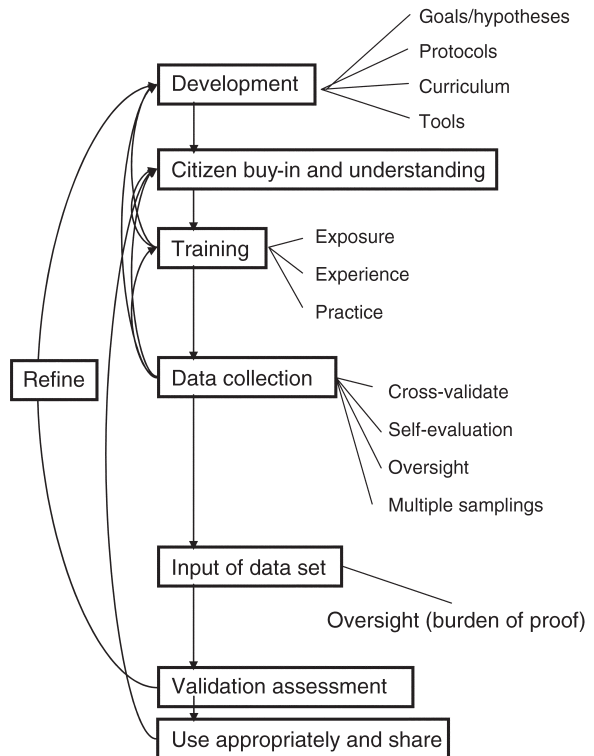 Goals/hypotheses
Protocols
Development
Curriculum
Tools
Citizen buy-in and understanding
Exposure
Training
Experience
Practice
Refine
Data collection
Cross-validate
Self-evaluation
Oversight
Multiple samplings
Input of data set
Oversight (burden of proof)
Validation assessment
Use appropriately and share